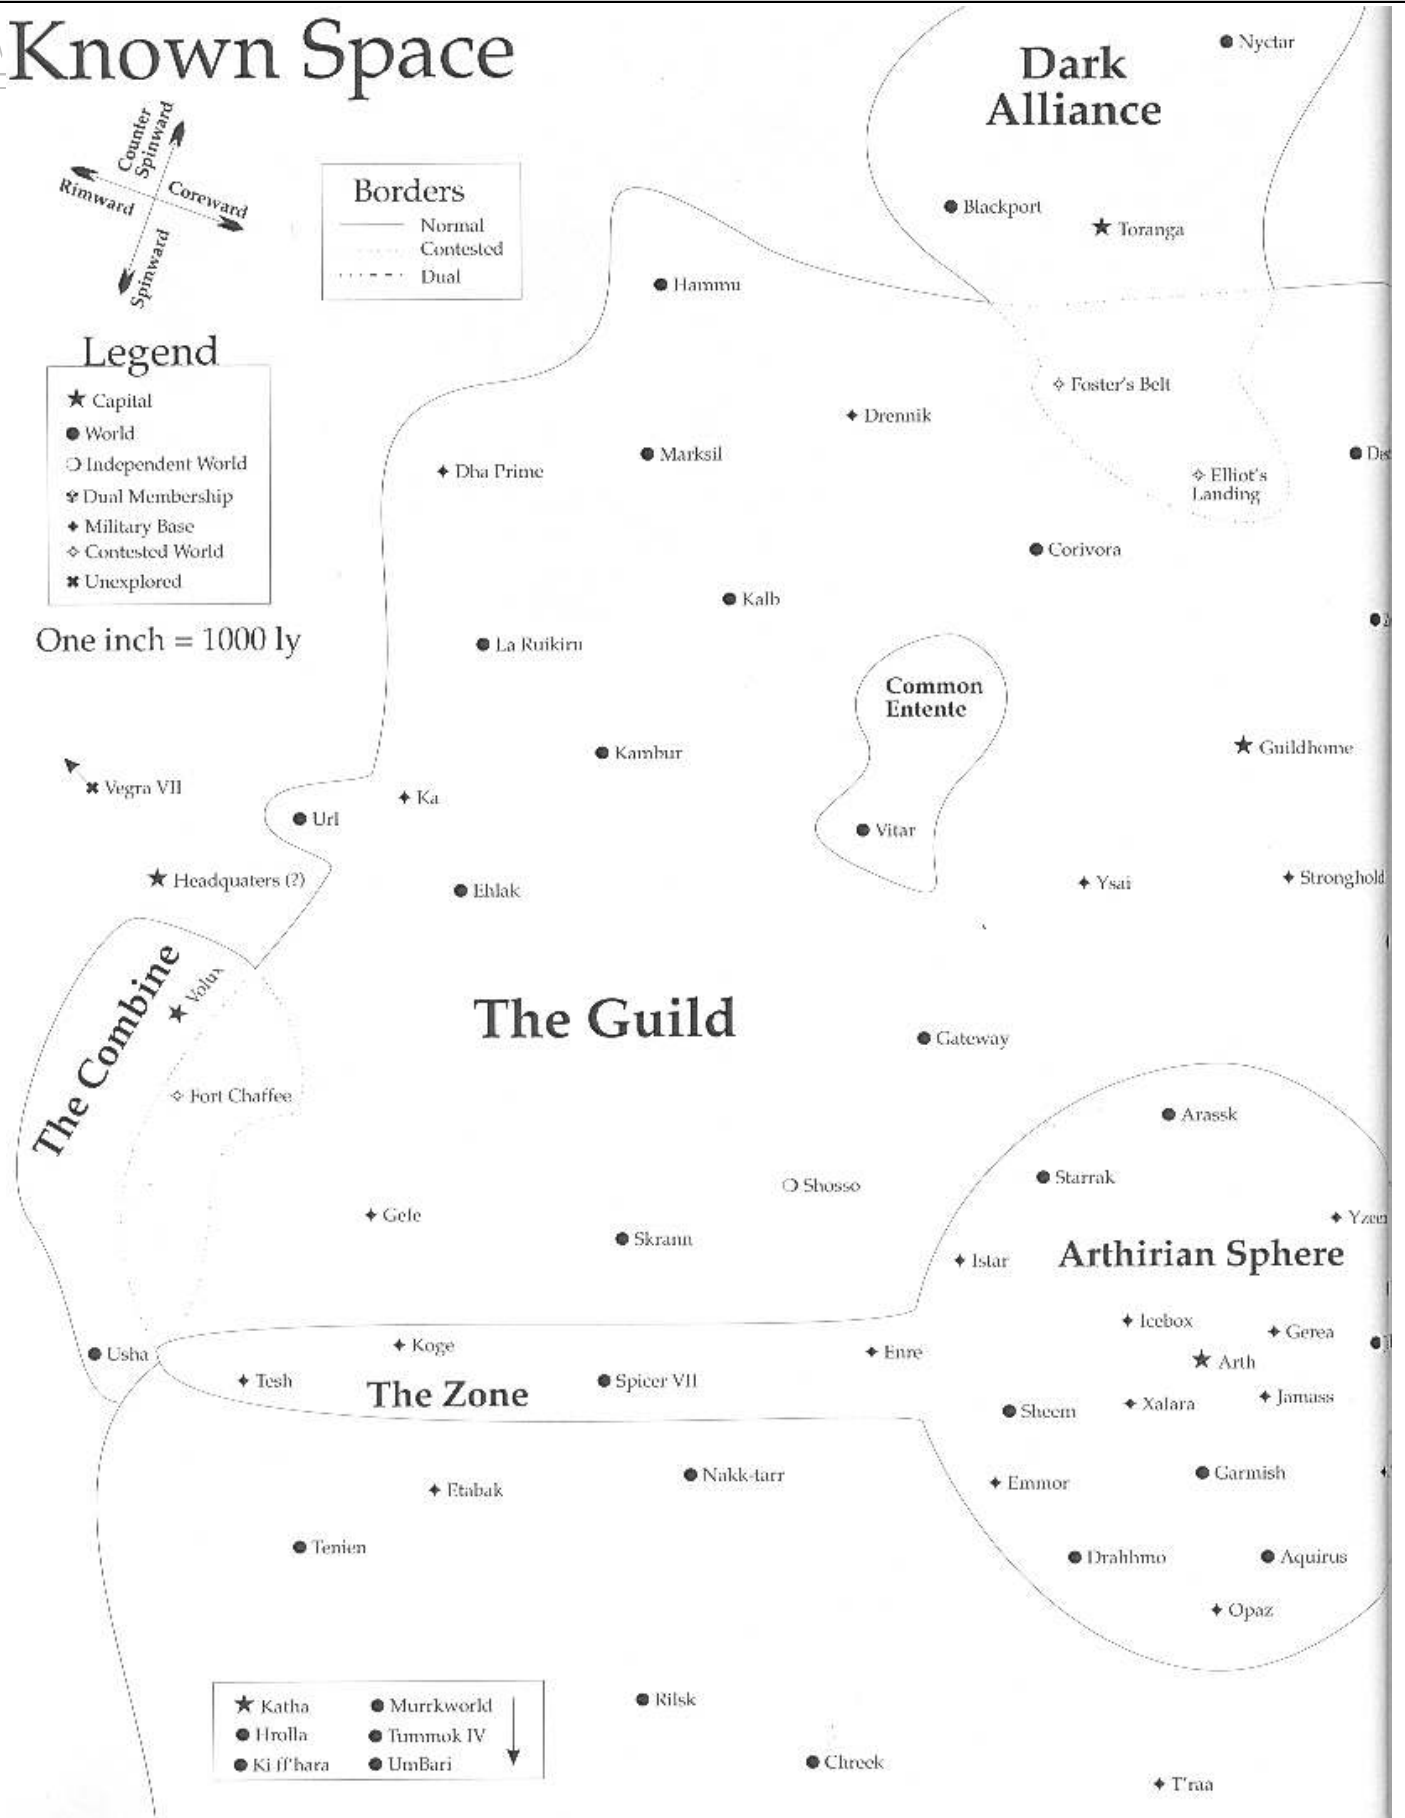 Known Space
Counter
Spinward
Rimward
Coreward
Spinward
Borders
Normal
Contested
Dual
Legend
Capital
World
Independent World
Dual Membership
Military Base
Contested World
Unexplored
One inch = 1000 ly
Dark
Alliance
Nyctar
Blackport
Toranga
Hammu
Foster's Belt
Drennik
Marksil
Dha Prime
Elliot's
Landing
Corivora
Kalb
La Ruikiru
Common
Entente
Guildhome
Kambur
Vegra VII
Ka
Url
Vitar
Headquaters (?)
Ehlak
Ysai
Stronghold
The Combine
Volux
The Guild
Gateway
Fort Chaffee
Arassk
Starrak
Shosso
Gefe
Skrann
Istar
Arthirian Sphere
Icebox
Gerea
Koge
Usha
Enre
Arth
Tesh
The Zone
Spicer VII
Sheem
Xalara
Jamass
Nakk-tarr
Garmish
Etabak
Emmor
Tenien
Drahhmo
Aquirus
Opaz
Katha
Murrkworld
Hrolla
Tummok IV
Ki ff'hara
UmBari
Rilsk
Chreek
T'raa